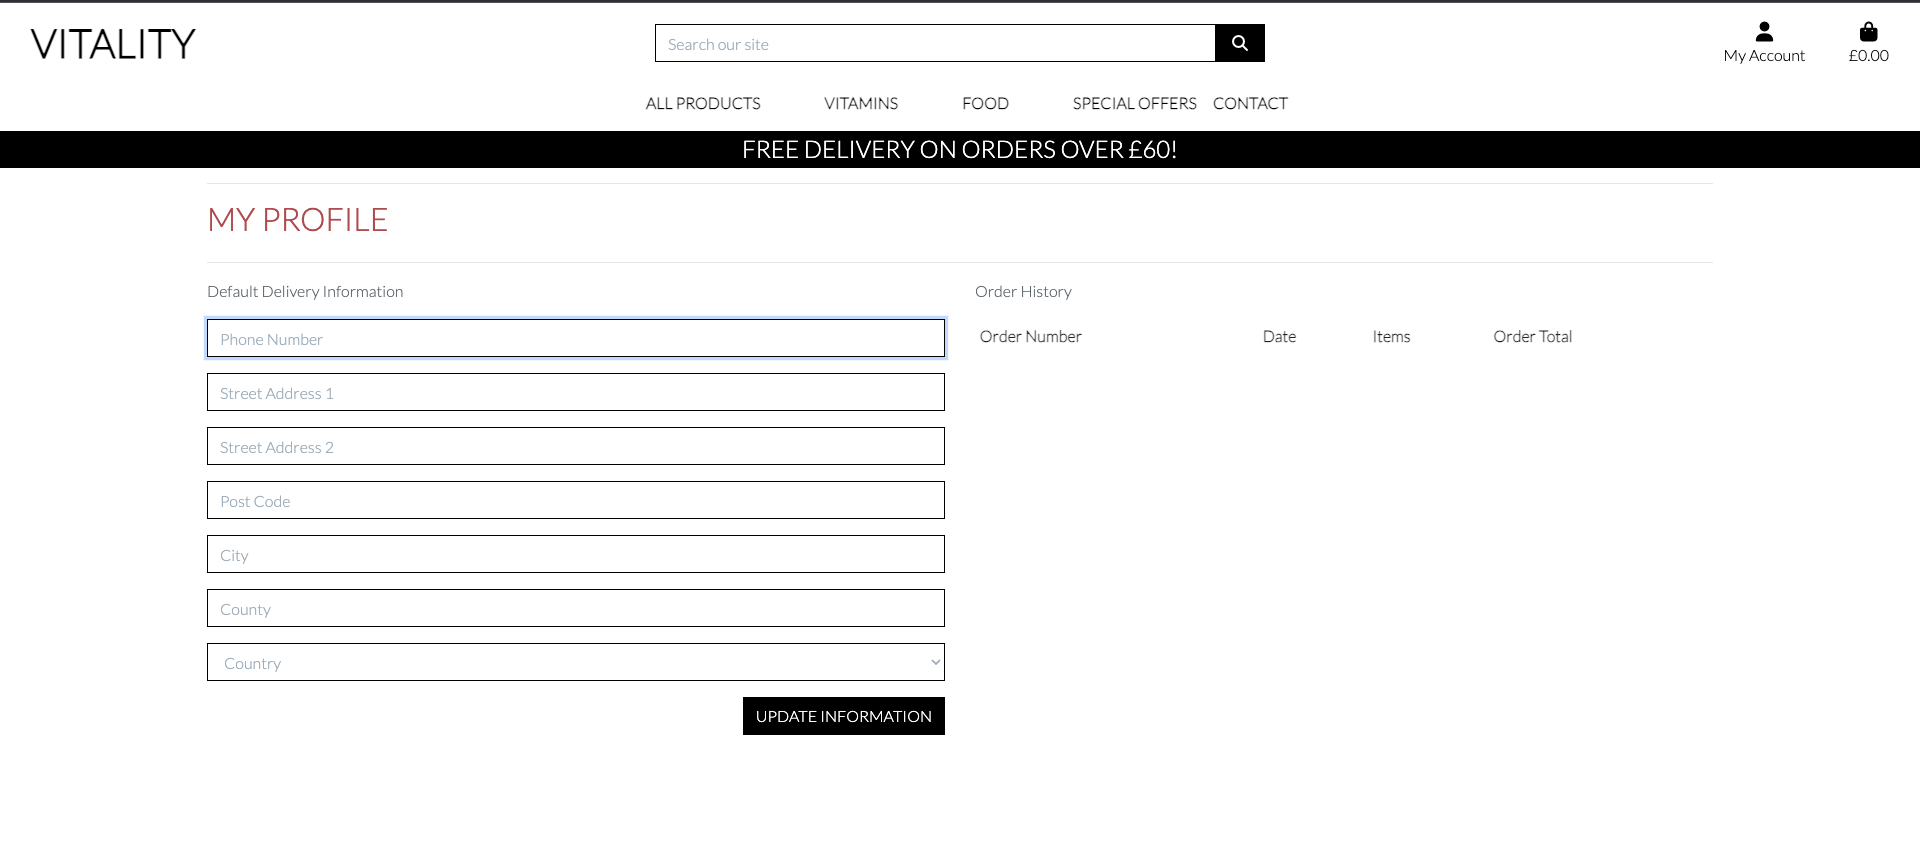 VITALITY
Search our site
My Account
£0.00
ALL PRODUCTS VITAMINS FOOD SPECIAL OFFERS CONTACT
FREE DELIVERY ON ORDERS OVER £60!
MY PROFILE
Default Delivery Information
Phone Number
Street Address 1
Street Address 2
Post Code
City
County
Country
UPDATE INFORMATION
Order History
Order Number Date Items Order Total